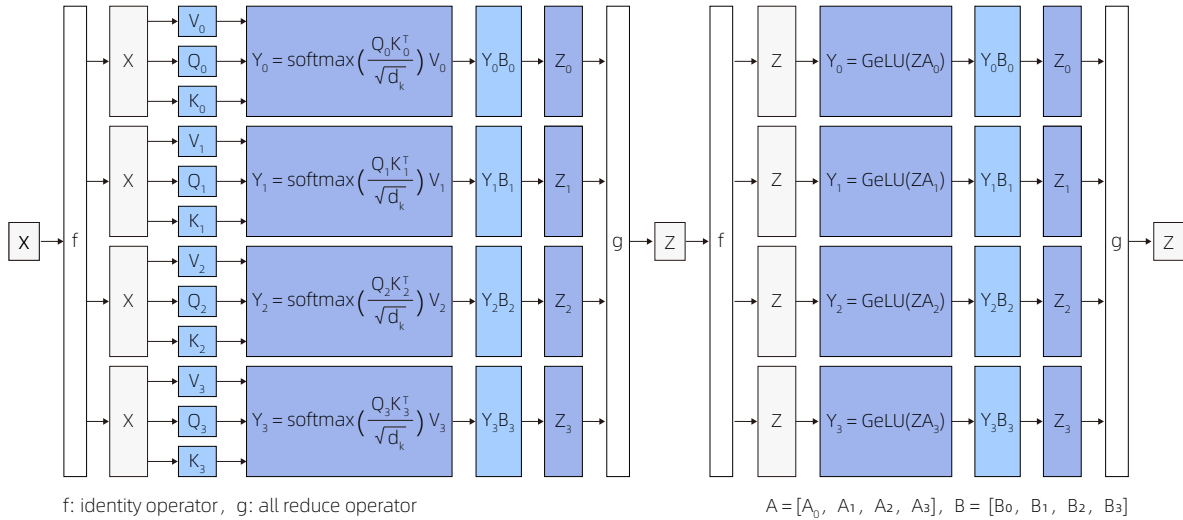 X
f
X
V₀
Q₀
K₀
Y₀ = softmax(Q₀K₀ᵀ/√dₖ) V₀
Y₀B₀
Z₀
X
V₁
Q₁
K₁
Y₁ = softmax(Q₁K₁ᵀ/√dₖ) V₁
Y₁B₁
Z₁
X
V₂
Q₂
K₂
Y₂ = softmax(Q₂K₂ᵀ/√dₖ) V₂
Y₂B₂
Z₂
X
V₃
Q₃
K₃
Y₃ = softmax(Q₃K₃ᵀ/√dₖ) V₃
Y₃B₃
Z₃
g
Z
f
Z
Y₀ = GeLU(ZA₀)
Y₀B₀
Z₀
Z
Y₁ = GeLU(ZA₁)
Y₁B₁
Z₁
Z
Y₂ = GeLU(ZA₂)
Y₂B₂
Z₂
Z
Y₃ = GeLU(ZA₃)
Y₃B₃
Z₃
g
Z
f: identity operator, g: all reduce operator
A = [A₀, A₁, A₂, A₃], B = [B₀, B₁, B₂, B₃]